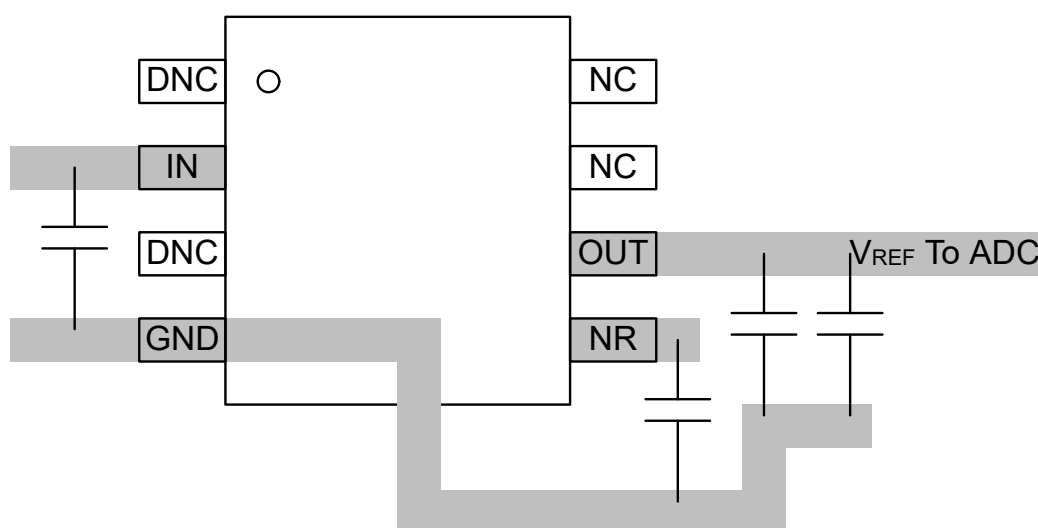 DNC
NC
IN
NC
DNC
OUT
VREF To ADC
GND
NR